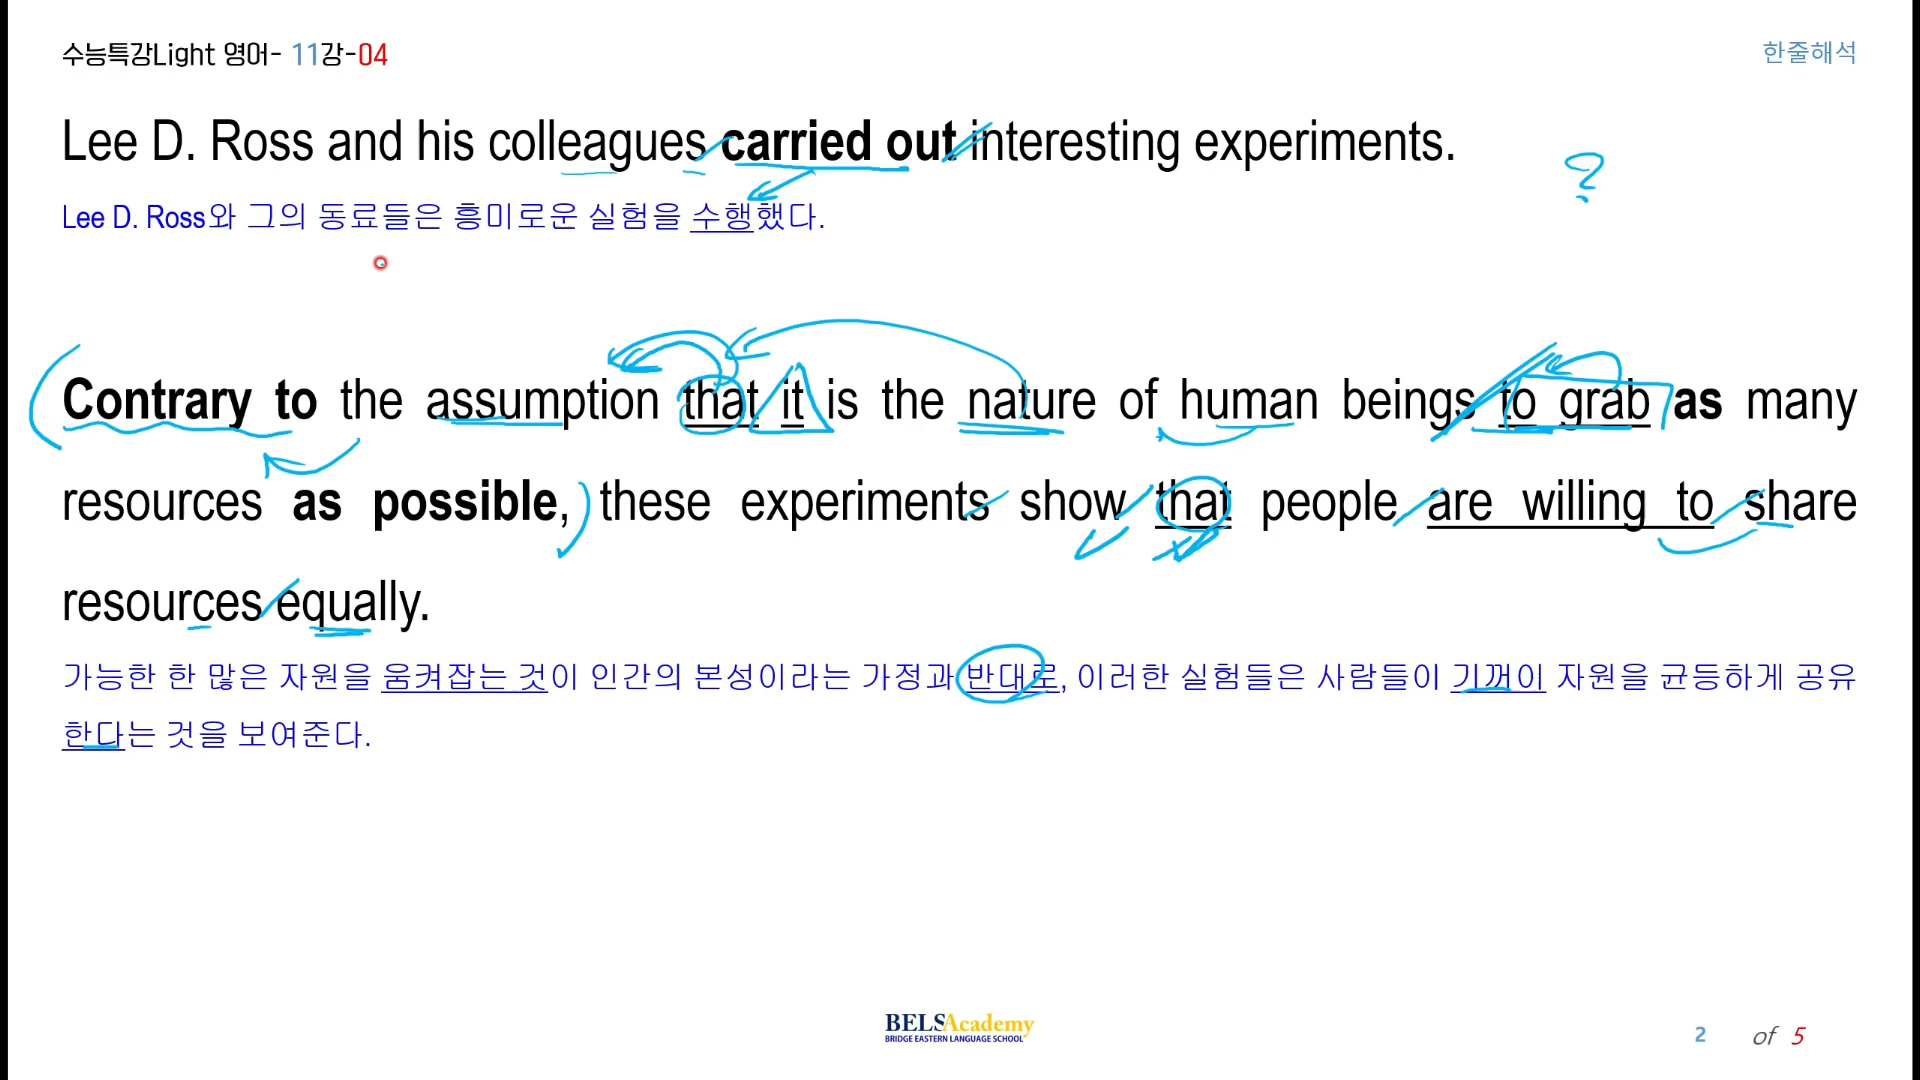 수능특강Light 영어- 11강-04
한줄해석
Lee D. Ross and his colleagues carried out interesting experiments.
?
Lee D. Ross와 그의 동료들은 흥미로운 실험을 수행했다.
Contrary to the assumption that it is the nature of human beings to grab as many
resources as possible, these experiments show that people are willing to share
resources equally.
가능한 한 많은 자원을 움켜잡는 것이 인간의 본성이라는 가정과 반대로, 이러한 실험들은 사람들이 기꺼이 자원을 균등하게 공유
한다는 것을 보여준다.
BELSAcademy
BRIDGE EASTERN LANGUAGE SCHOOL
2 of 5